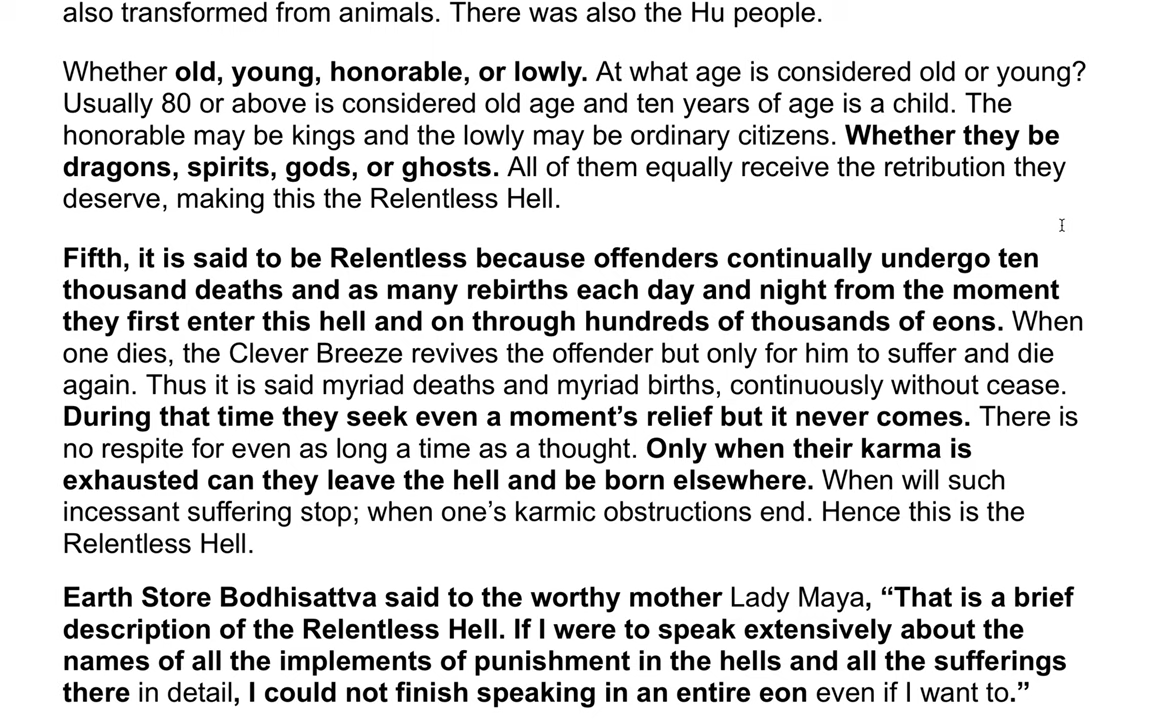 also transformed from animals. There was also the Hu people.
Whether old, young, honorable, or lowly. At what age is considered old or young?
Usually 80 or above is considered old age and ten years of age is a child. The
honorable may be kings and the lowly may be ordinary citizens. Whether they be
dragons, spirits, gods, or ghosts. All of them equally receive the retribution they
deserve, making this the Relentless Hell.
Fifth, it is said to be Relentless because offenders continually undergo ten
thousand deaths and as many rebirths each day and night from the moment
they first enter this hell and on through hundreds of thousands of eons. When
one dies, the Clever Breeze revives the offender but only for him to suffer and die
again. Thus it is said myriad deaths and myriad births, continuously without cease.
During that time they seek even a moment’s relief but it never comes. There is
no respite for even as long a time as a thought. Only when their karma is
exhausted can they leave the hell and be born elsewhere. When will such
incessant suffering stop; when one’s karmic obstructions end. Hence this is the
Relentless Hell.
Earth Store Bodhisattva said to the worthy mother Lady Maya, “That is a brief
description of the Relentless Hell. If I were to speak extensively about the
names of all the implements of punishment in the hells and all the sufferings
there in detail, I could not finish speaking in an entire eon even if I want to.”